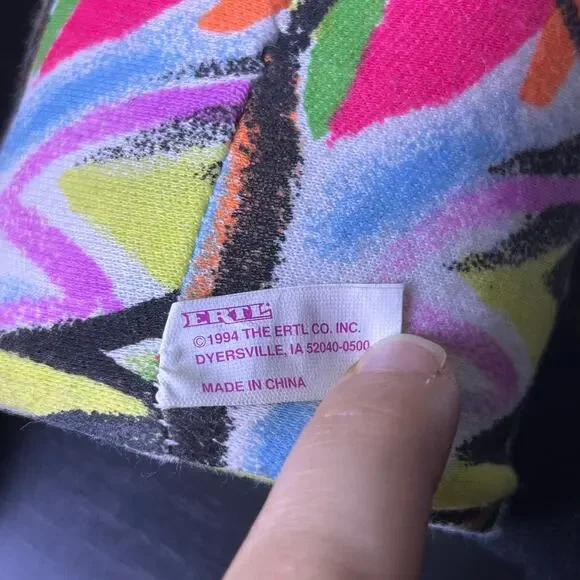 ERTL
©1994 THE ERTL CO. INC.
DYERSVILLE, IA 52040-0500
MADE IN CHINA